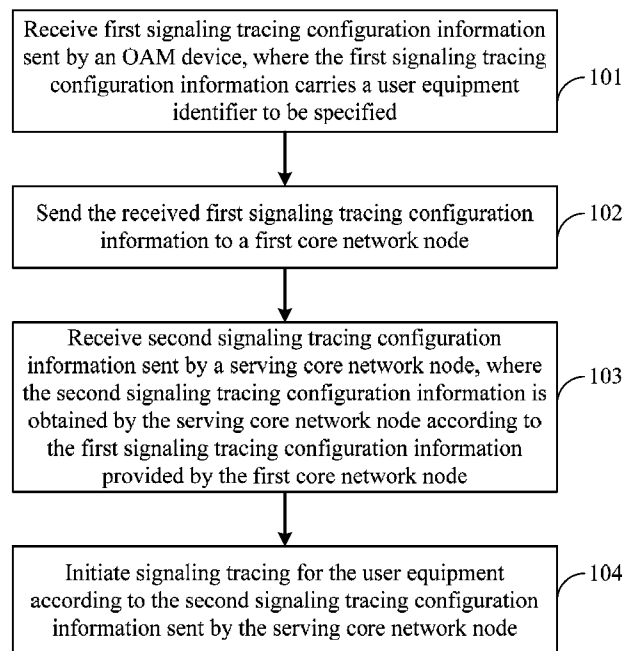 Receive first signaling tracing configuration information
sent by an OAM device, where the first signaling tracing
configuration information carries a user equipment
identifier to be specified
101
Send the received first signaling tracing configuration
information to a first core network node
102
Receive second signaling tracing configuration
information sent by a serving core network node, where
the second signaling tracing configuration information is
obtained by the serving core network node according to
the first signaling tracing configuration information
provided by the first core network node
103
Initiate signaling tracing for the user equipment
according to the second signaling tracing configuration
information sent by the serving core network node
104